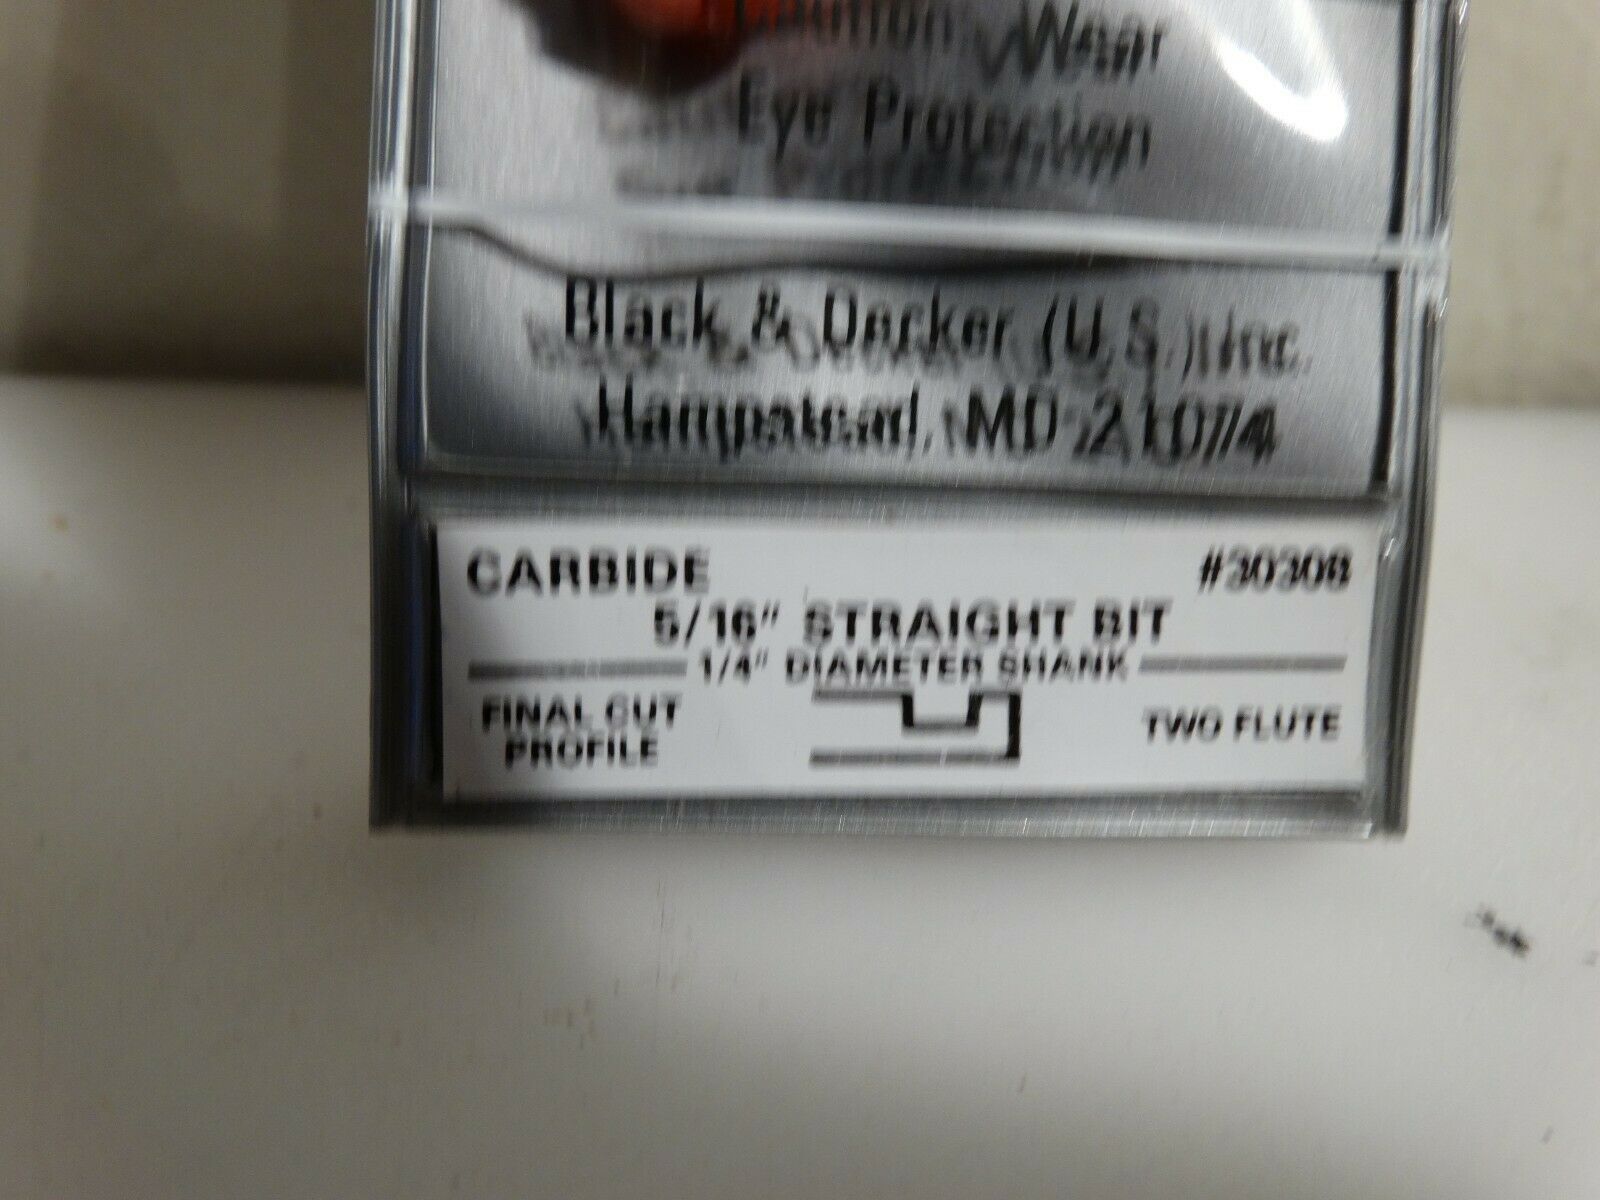 Caution: Wear
Eye Protection
Black & Decker (U.S.) Inc.
Hampstead, MD 21074
CARBIDE #30308
5/16" STRAIGHT BIT
1/4" DIAMETER SHANK
FINAL CUT
PROFILE
TWO FLUTE